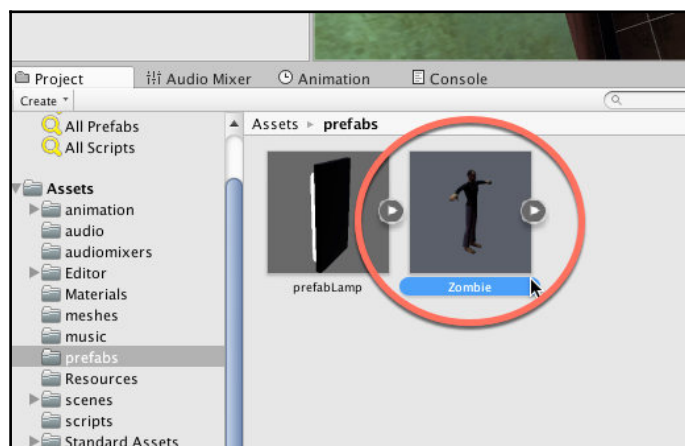 Project
Audio Mixer
Animation
Console
Create
All Prefabs
All Scripts
Assets ▸ prefabs
Assets
animation
audio
audiomixers
Editor
Materials
meshes
music
prefabs
Resources
scenes
scripts
Standard Assets
prefabLamp
Zombie